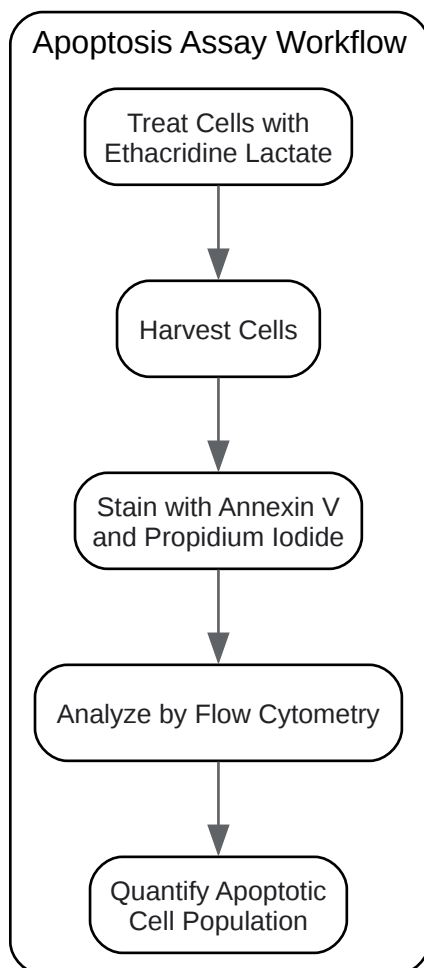 Apoptosis Assay Workflow
Treat Cells with
Ethacridine Lactate
Harvest Cells
Stain with Annexin V
and Propidium Iodide
Analyze by Flow Cytometry
Quantify Apoptotic
Cell Population